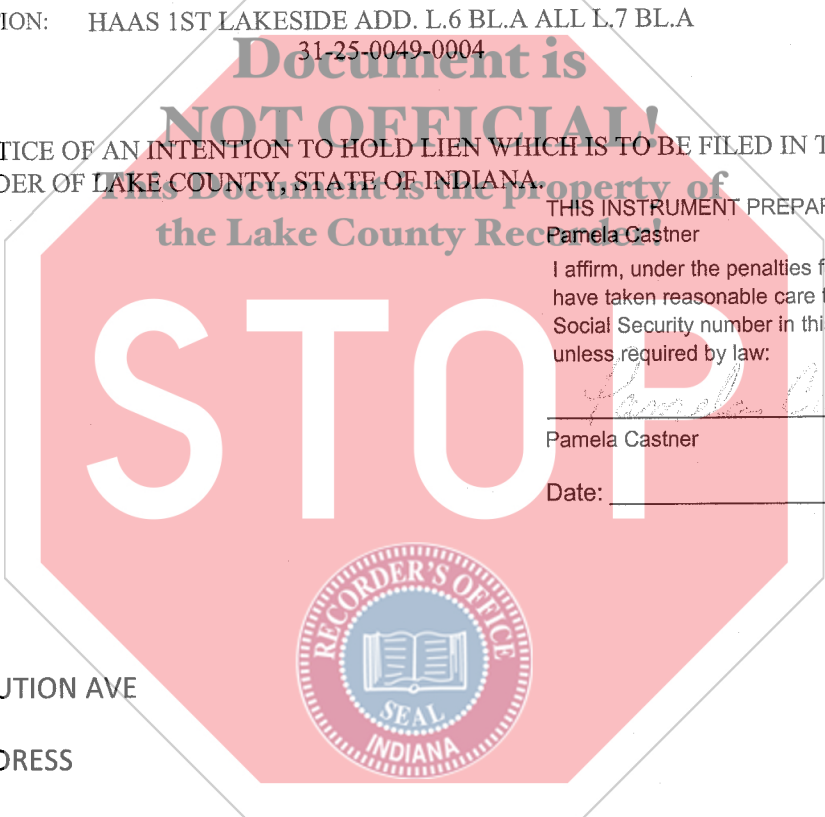 ION: HAAS 1ST LAKESIDE ADD. L.6 BL.A ALL L.7 BL.A
31-25-0049-0004
Document is
NOT OFFICIAL!
TICE OF AN INTENTION TO HOLD LIEN WHICH IS TO BE FILED IN T
DER OF LAKE COUNTY, STATE OF INDIANA.
This Document is the property of
the Lake County Recorder!
THIS INSTRUMENT PREPAR
Pamela Castner
I affirm, under the penalties f
have taken reasonable care t
Social Security number in thi
unless required by law:
Pamela C
Pamela Castner
Date:
STOP
RECORDER'S OFFICE
SEAL
INDIANA
UTION AVE
DRESS